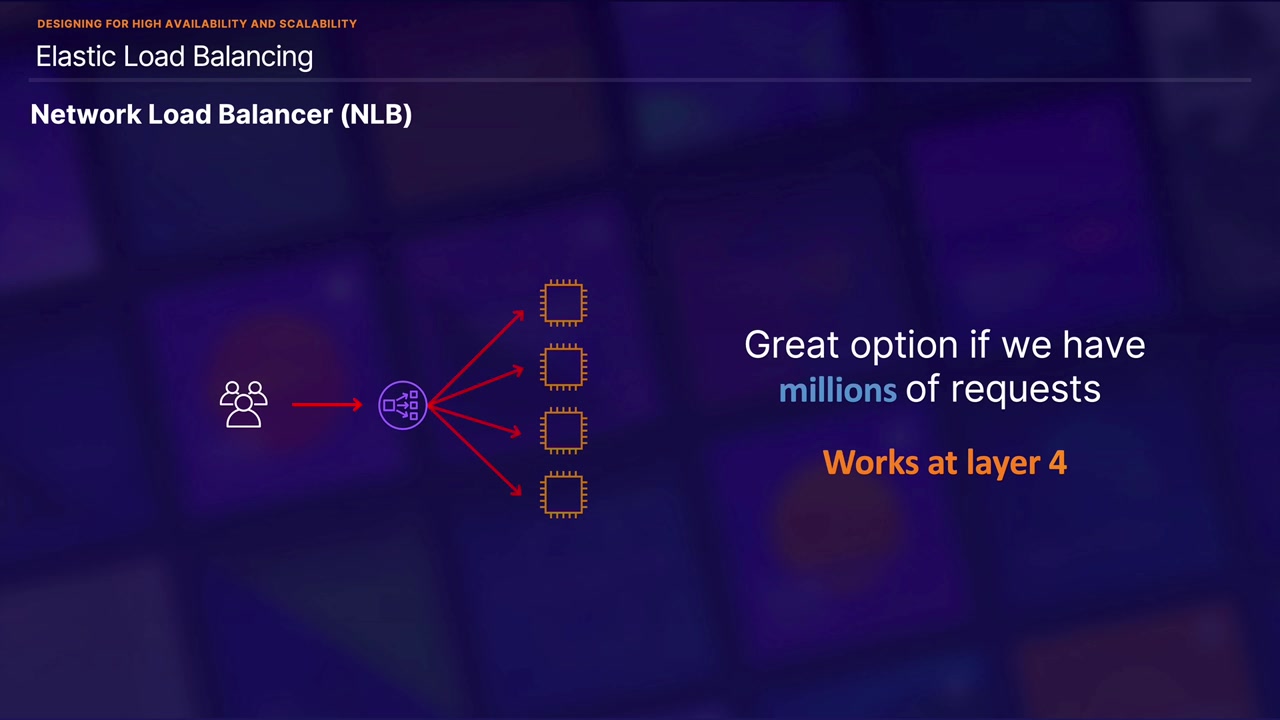 DESIGNING FOR HIGH AVAILABILITY AND SCALABILITY
Elastic Load Balancing
Network Load Balancer (NLB)
Great option if we have
millions of requests
Works at layer 4